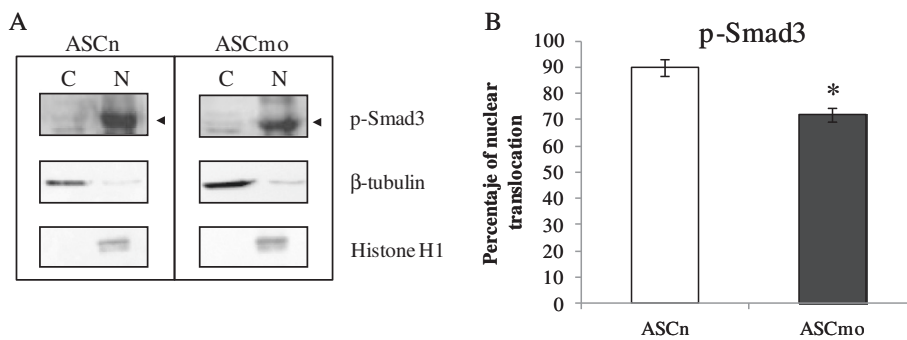 A
ASCn ASCmo
C N C N
p-Smad3
β-tubulin
Histone H1
B
p-Smad3
Percentaje of nuclear
translocation
100
90
80
70
60
50
40
30
20
10
0
*
ASCn ASCmo